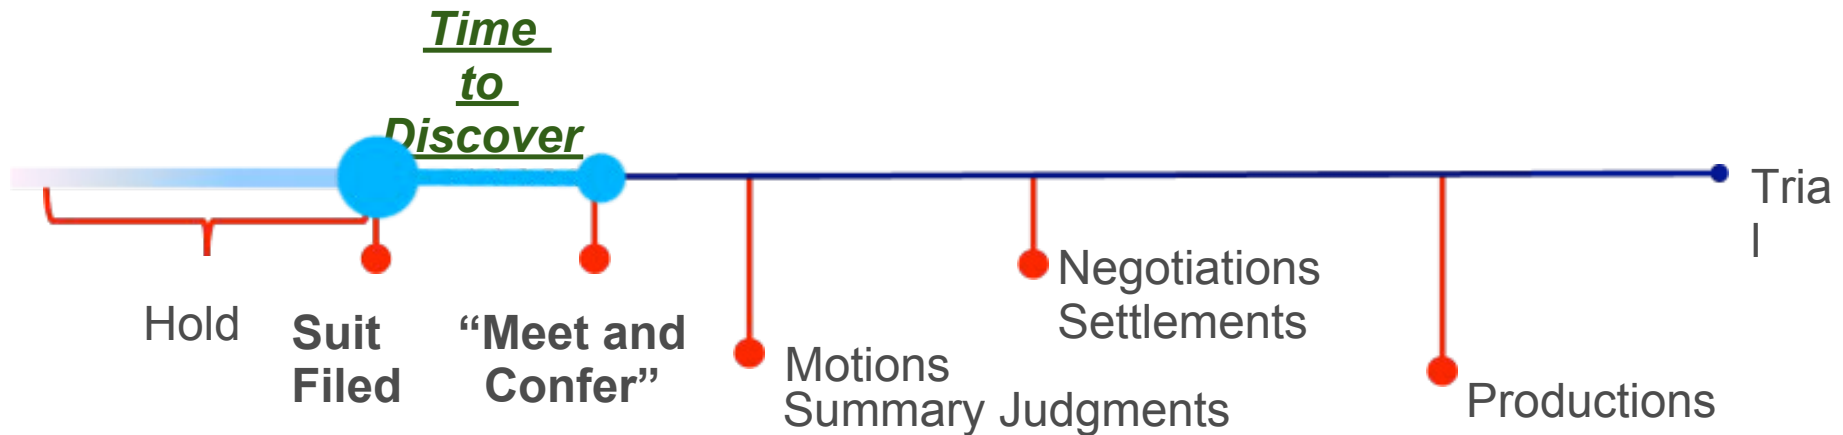 Time
to
Discover
Hold
Suit
Filed
“Meet and
Confer”
Motions
Summary Judgments
Negotiations
Settlements
Productions
Tria
l